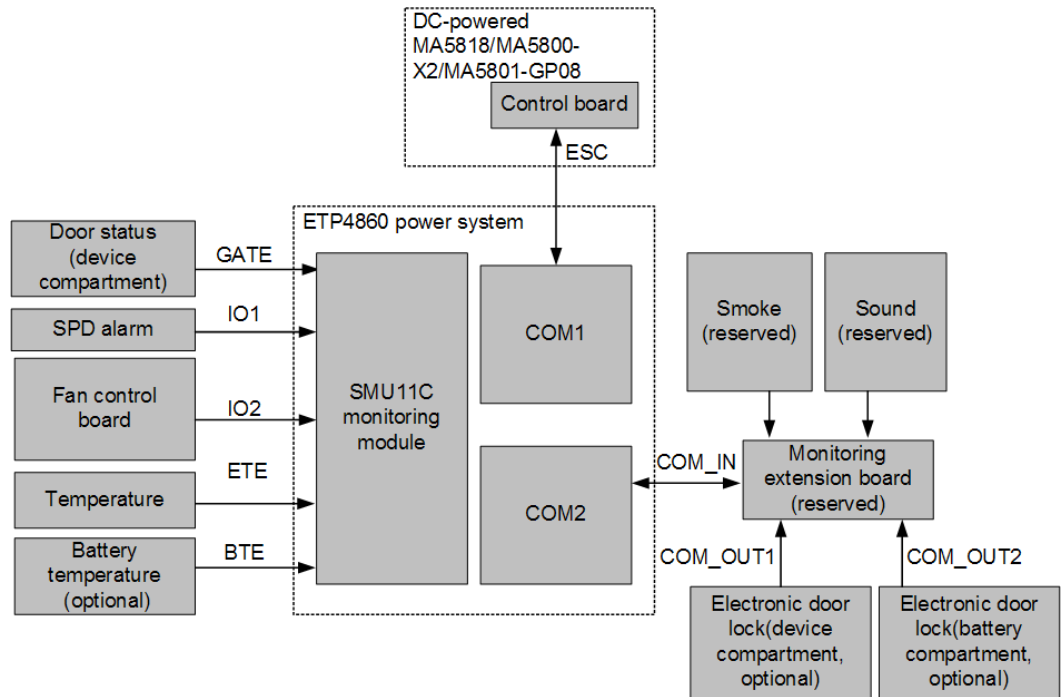 DC-powered
MA5818/MA5800-
X2/MA5801-GP08
Control board
ESC
ETP4860 power system
Door status
(device
compartment)
GATE
SPD alarm
IO1
Fan control
board
IO2
Temperature
ETE
Battery
temperature
(optional)
BTE
SMU11C
monitoring
module
COM1
COM2
Smoke
(reserved)
Sound
(reserved)
COM_IN
Monitoring
extension board
(reserved)
COM_OUT1
COM_OUT2
Electronic door
lock(device
compartment,
optional)
Electronic door
lock(battery
compartment,
optional)